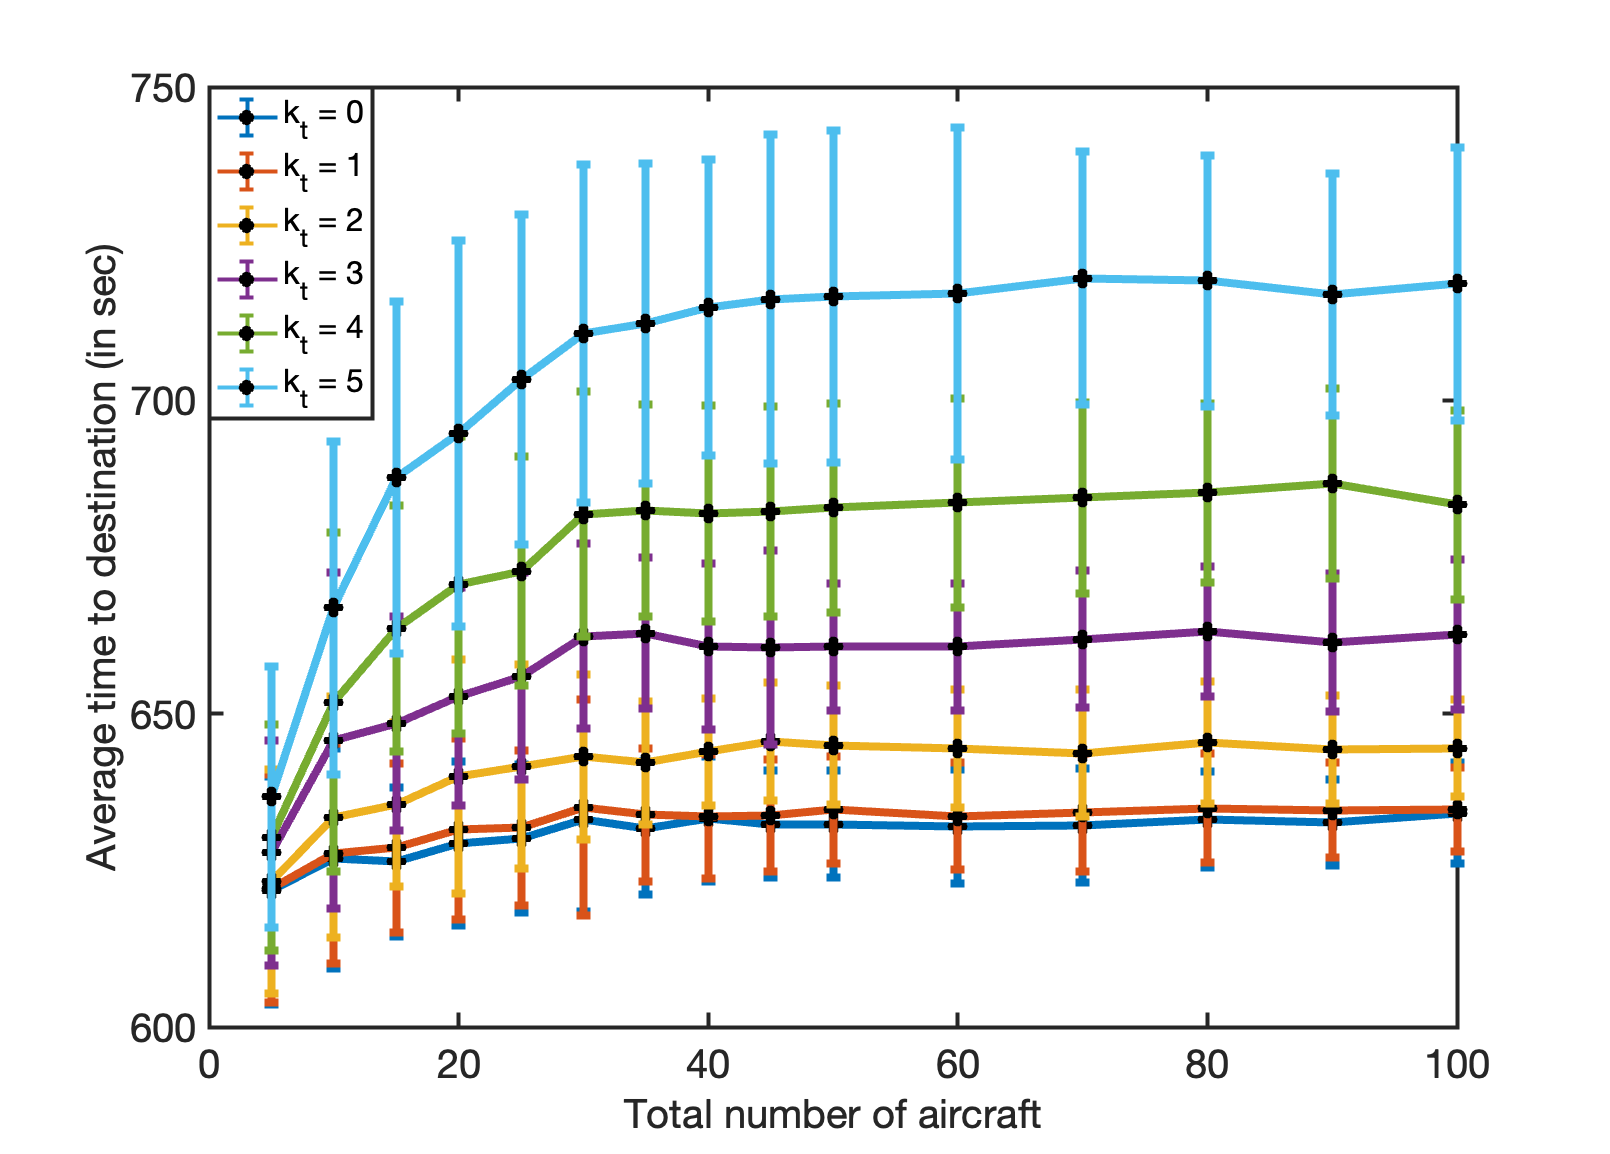 750
700
650
600
Average time to destination (in sec)
k_t = 0
k_t = 1
k_t = 2
k_t = 3
k_t = 4
k_t = 5
0 20 40 60 80 100
Total number of aircraft